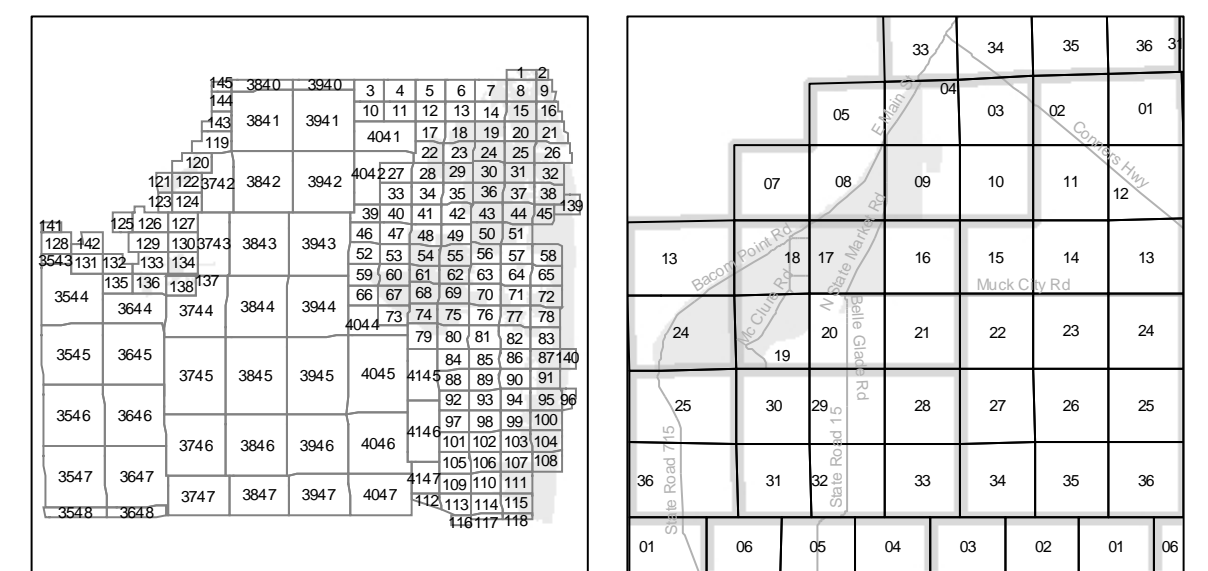 1 2
145 3840 3940 3 4 5 6 7 8 9
144 10 11 12 13 14 15 16
143 3841 3941
119 4041 17 18 19 20 21
120 22 23 24 25 26
121 122 3742 3842 3942 4042 27 28 29 30 31 32
123 124 33 34 35 36 37 38
139
125 126 127 39 40 41 42 43 44 45
141
128 142 129 130 3743 3843 3943 46 47 48 49 50 51
3543 131 132 133 134 52 53 54 55 56 57 58
135 136 138 137 59 60 61 62 63 64 65
3544 66 67 68 69 70 71 72
3644 3744 3844 3944 4044 73 74 75 76 77 78
79 80 81 82 83
3545 3645 84 85 86 87 140
3745 3845 3945 4045 4145 88 89 90 91
92 93 94 95 96
3546 3646 97 98 99 100
3746 3846 3946 4046 4146 101 102 103 104
105 106 107 108
3547 3647 4147 109 110 111
3747 3847 3947 4047 112 113 114 115
3548 3648 116 117 118
33 34 35 36 31
04
05 03 02 01
E Main St
Conners Hwy
07 08 09 10 11 12
N State Market Rd
Bacom Point Rd
13 18 17 16 15 14 13
Muck City Rd
Mc Clure Rd
Belle Glade Rd
24 19 20 21 22 23 24
25 30 29 28 27 26 25
State Road 715
State Road 15
36 31 32 33 34 35 36
01 06 05 04 03 02 01 06